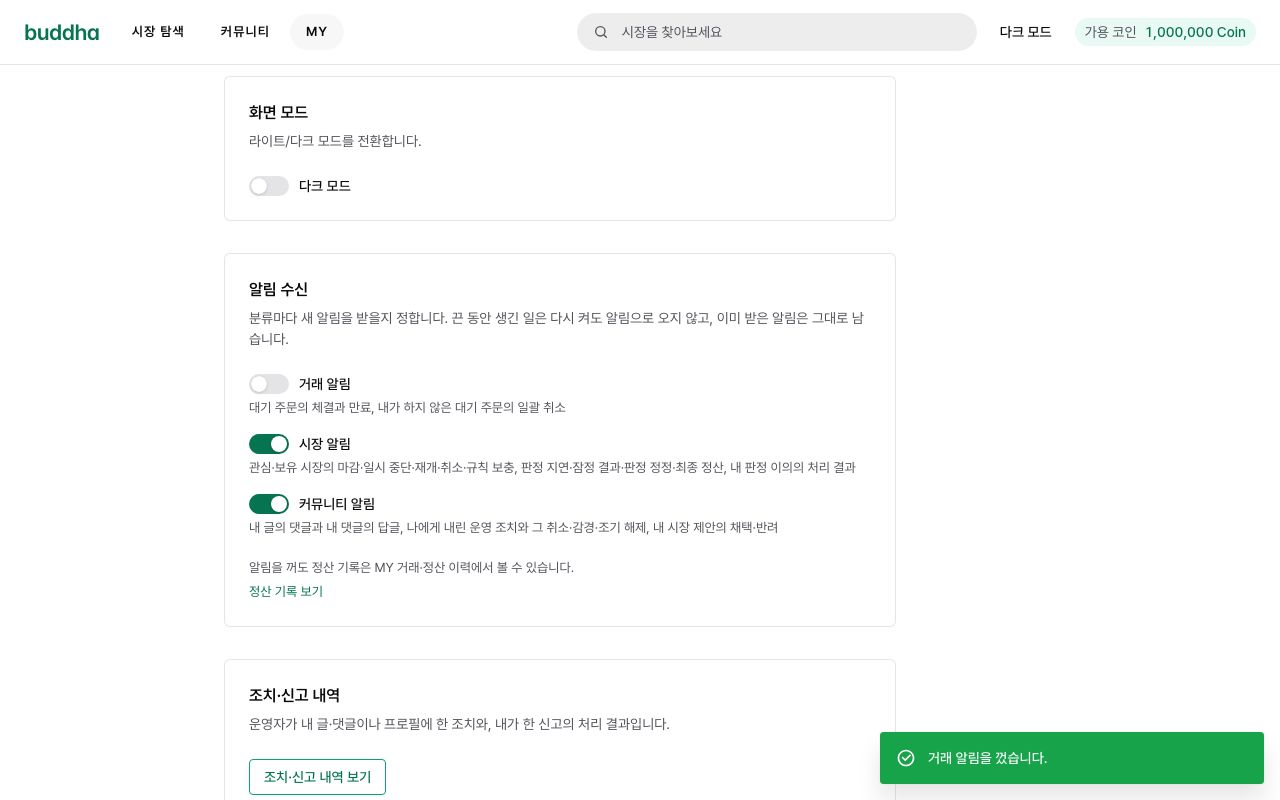 buddha
시장 탐색
커뮤니티
MY
시장을 찾아보세요
다크 모드
가용 코인 1,000,000 Coin
화면 모드
라이트/다크 모드를 전환합니다.
다크 모드
알림 수신
분류마다 새 알림을 받을지 정합니다. 끈 동안 생긴 일은 다시 켜도 알림으로 오지 않고, 이미 받은 알림은 그대로 남
습니다.
거래 알림
대기 주문의 체결과 만료, 내가 하지 않은 대기 주문의 일괄 취소
시장 알림
관심·보유 시장의 마감·일시 중단·재개·취소·규칙 보충, 판정 지연·잠정 결과·판정 정정·최종 정산, 내 판정 이의의 처리 결과
커뮤니티 알림
내 글의 댓글과 내 댓글의 답글, 나에게 내린 운영 조치와 그 취소·감경·조기 해제, 내 시장 제안의 채택·반려
알림을 꺼도 정산 기록은 MY 거래·정산 이력에서 볼 수 있습니다.
정산 기록 보기
조치·신고 내역
운영자가 내 글·댓글이나 프로필에 한 조치와, 내가 한 신고의 처리 결과입니다.
조치·신고 내역 보기
거래 알림을 껐습니다.